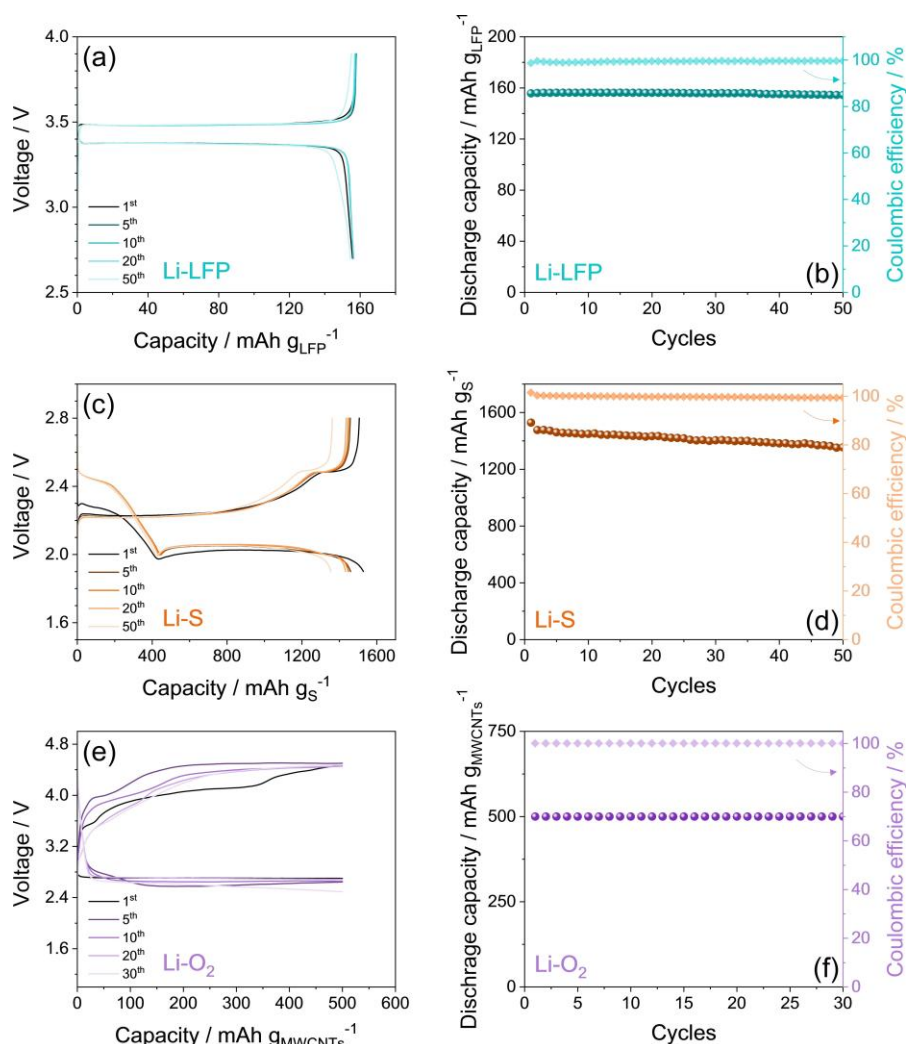 (a)
4.0
3.5
3.0
2.5
Voltage / V
1st
5th
10th
20th
50th
Li-LFP
0 40 80 120 160
Capacity / mAh gLFP-1
(b)
200
160
120
80
40
0
Discharge capacity / mAh gLFP-1
100
80
60
40
20
0
Coulombic efficiency / %
Li-LFP
0 10 20 30 40 50
Cycles
(c)
2.8
2.4
2.0
1.6
Voltage / V
1st
5th
10th
20th
50th
Li-S
0 400 800 1200 1600
Capacity / mAh gS-1
(d)
1600
1200
800
400
0
Discharge capacity / mAh gS-1
100
80
60
40
20
0
Coulombic efficiency / %
Li-S
0 10 20 30 40 50
Cycles
(e)
4.8
4.0
3.2
2.4
1.6
Voltage / V
1st
5th
10th
20th
30th
Li-O2
0 100 200 300 400 500
Capacity / mAh gMWCNTs-1
(f)
750
500
250
0
Dischrage capacity / mAh gMWCNTs-1
100
80
60
40
20
0
Coulombic efficiency / %
Li-O2
0 5 10 15 20 25 30
Cycles